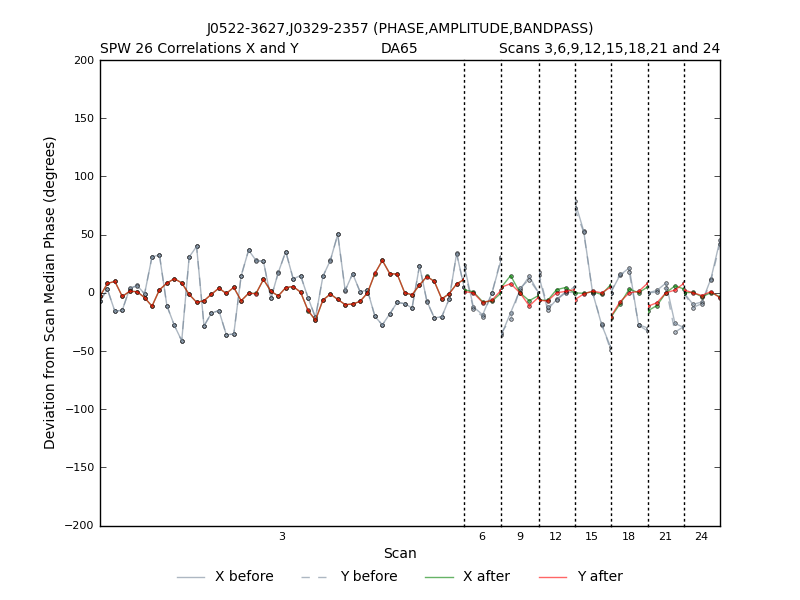 J0522-3627,J0329-2357 (PHASE,AMPLITUDE,BANDPASS)
SPW 26 Correlations X and Y DA65 Scans 3,6,9,12,15,18,21 and 24
200
150
100
50
0
−50
−100
−150
−200
Deviation from Scan Median Phase (degrees)
3 6 9 12 15 18 21 24
Scan
X before Y before X after Y after